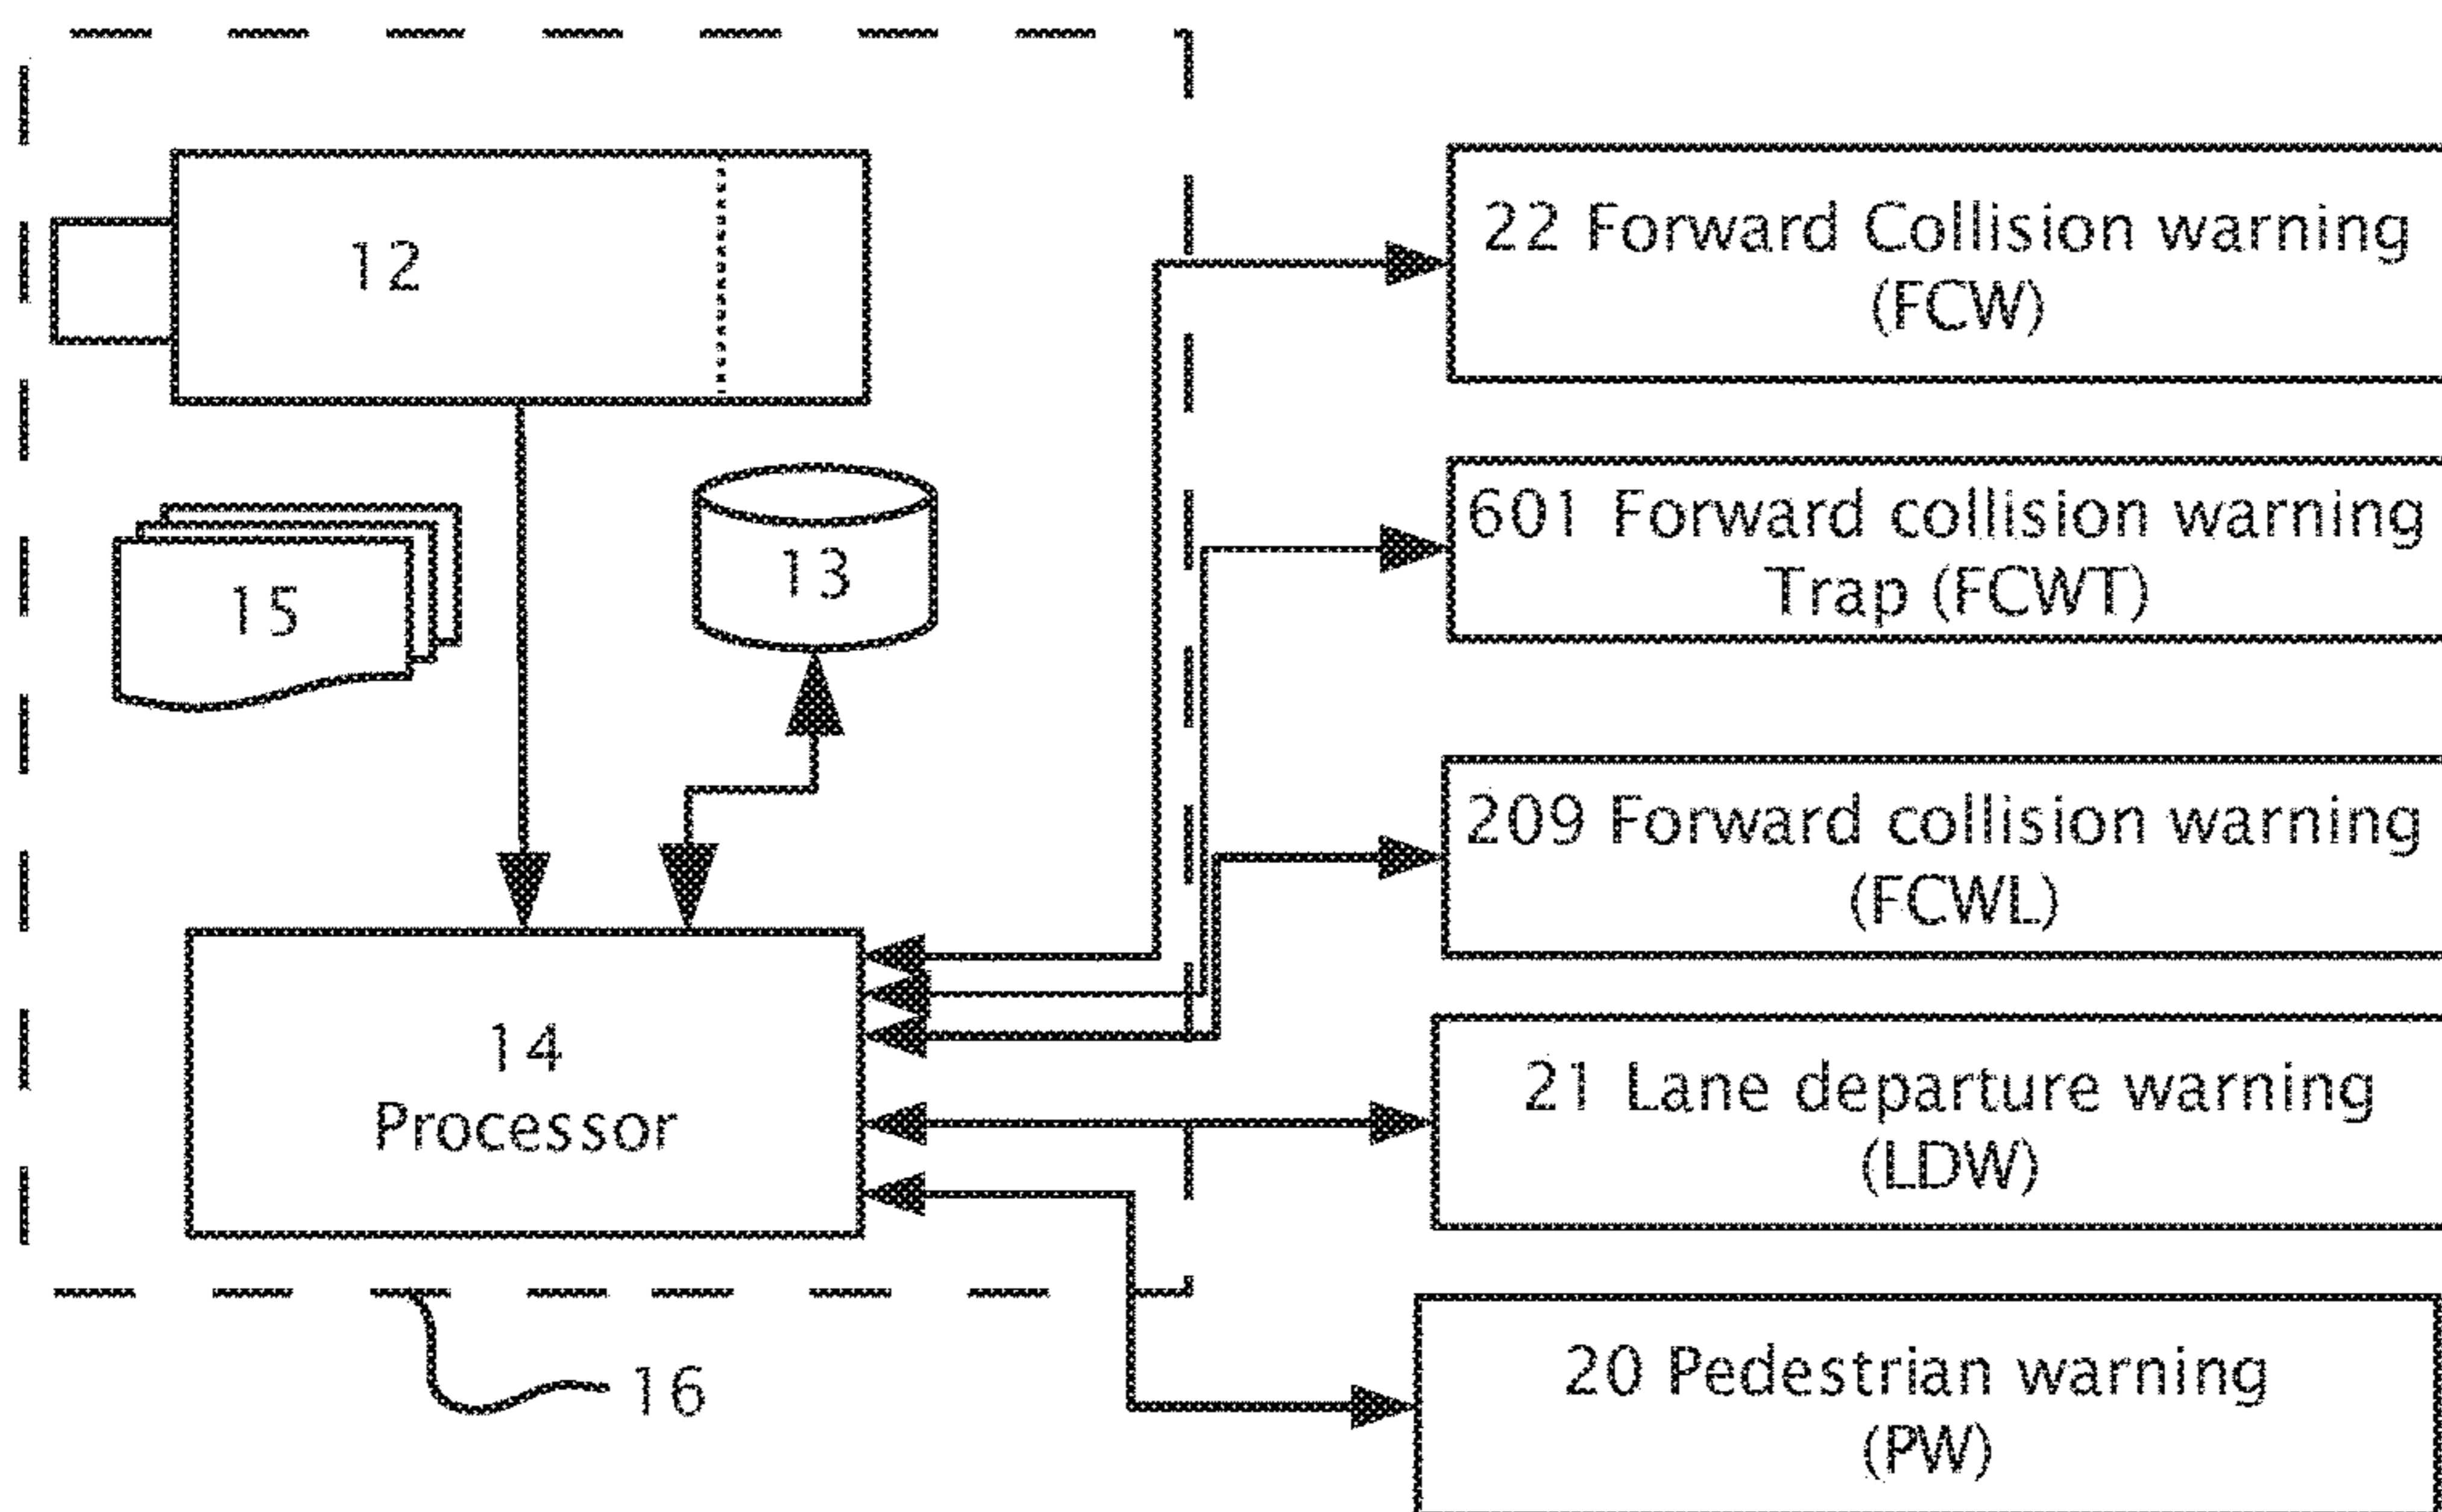 12
22 Forward Collision warning
(FCW)
13
15
601 Forward collision warning
Trap (FCWT)
209 Forward collision warning
(FCWL)
14
Processor
21 Lane departure warning
(LDW)
16
20 Pedestrian warning
(PW)